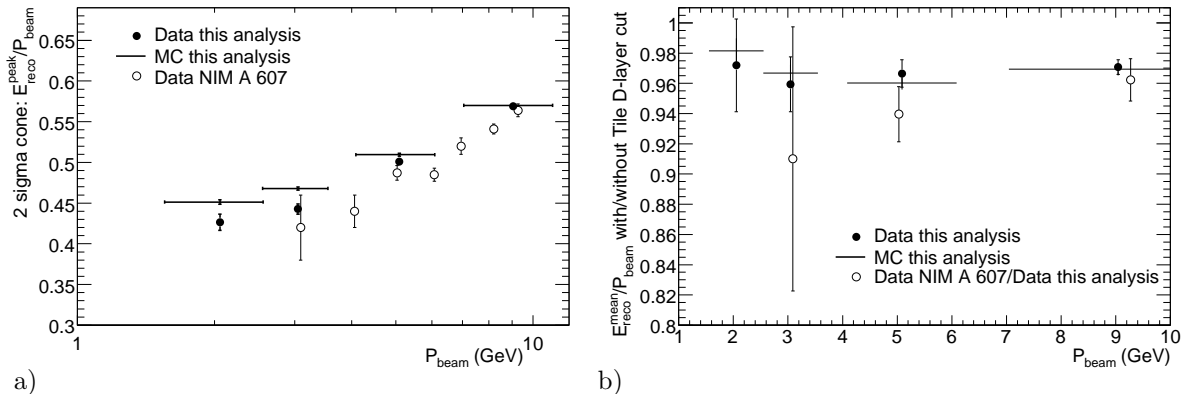 2 sigma cone: E_reco^peak/P_beam
0.65
0.6
0.55
0.5
0.45
0.4
0.35
0.3
Data this analysis
MC this analysis
Data NIM A 607
1
10
P_beam (GeV)
a)
E_reco^mean/P_beam with/without Tile D-layer cut
1
0.98
0.96
0.94
0.92
0.9
0.88
0.86
0.84
0.82
0.8
Data this analysis
MC this analysis
Data NIM A 607/Data this analysis
1 2 3 4 5 6 7 8 9 10
P_beam (GeV)
b)